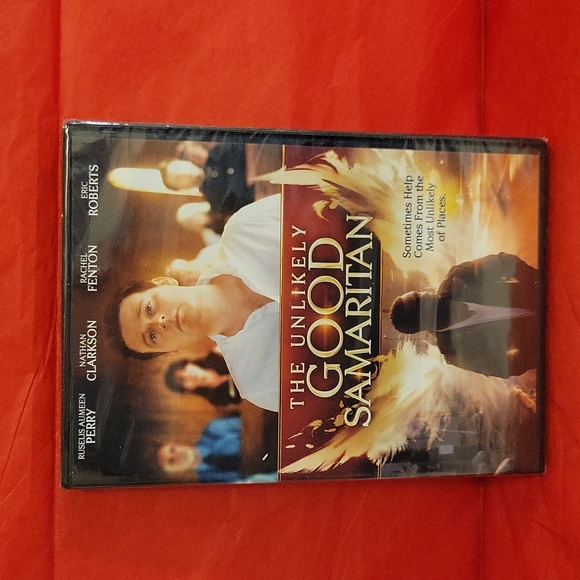 RUSELIS AUMEEN
PERRY
NATHAN
CLARKSON
RACHEL
FENTON
ERIC
ROBERTS
THE UNLIKELY
GOOD
SAMARITAN
Sometimes Help
Comes From the
Most Unlikely
of Places.